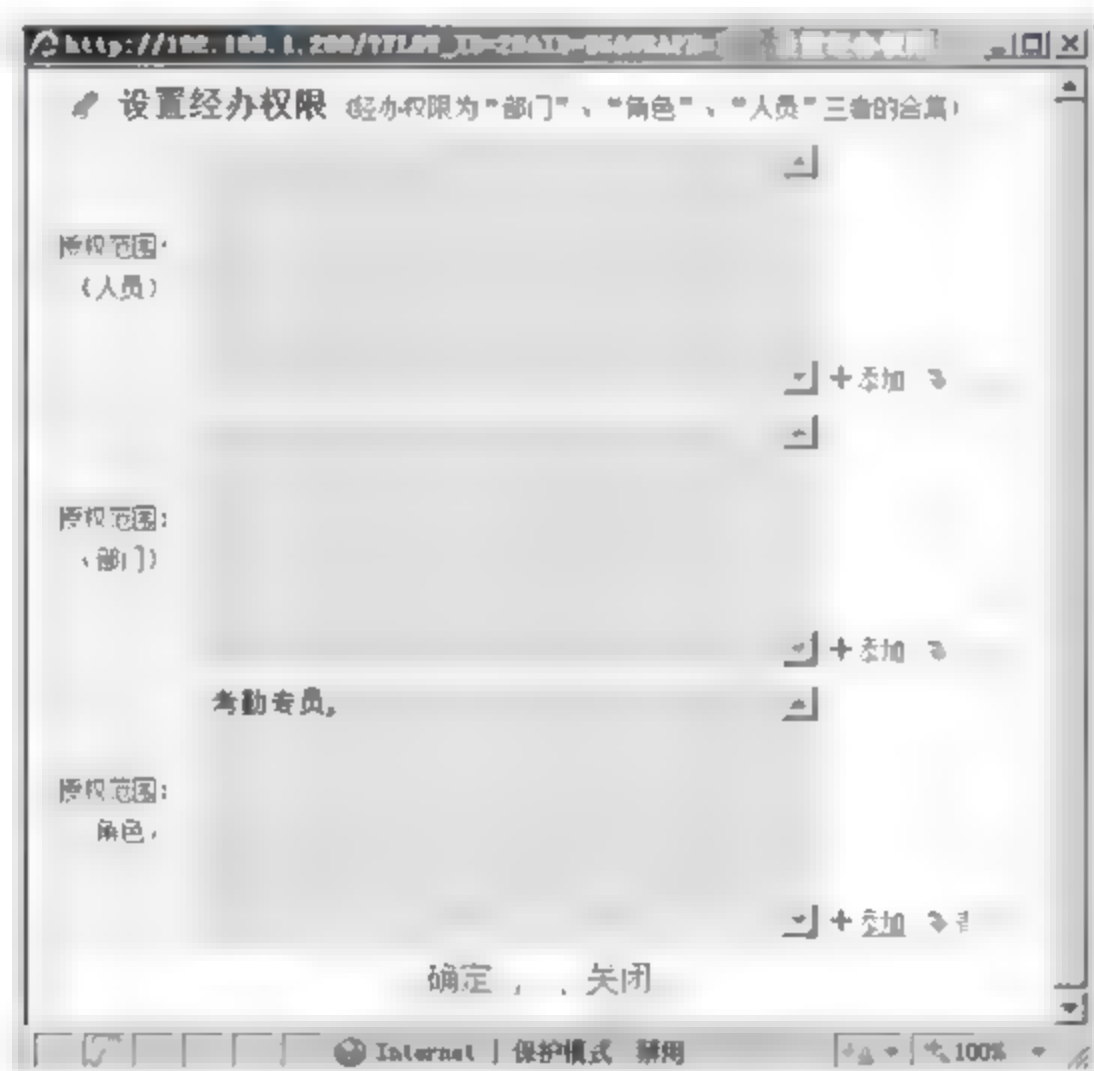 设置经办权限 (经办权限为"部门"、"角色"、"人员"三者的合集)
授权范围:
(人员)
添加
授权范围:
(部门)
添加
考勤专员,
授权范围:
角色,
添加
确定 关闭
Internet | 保护模式 禁用
100%